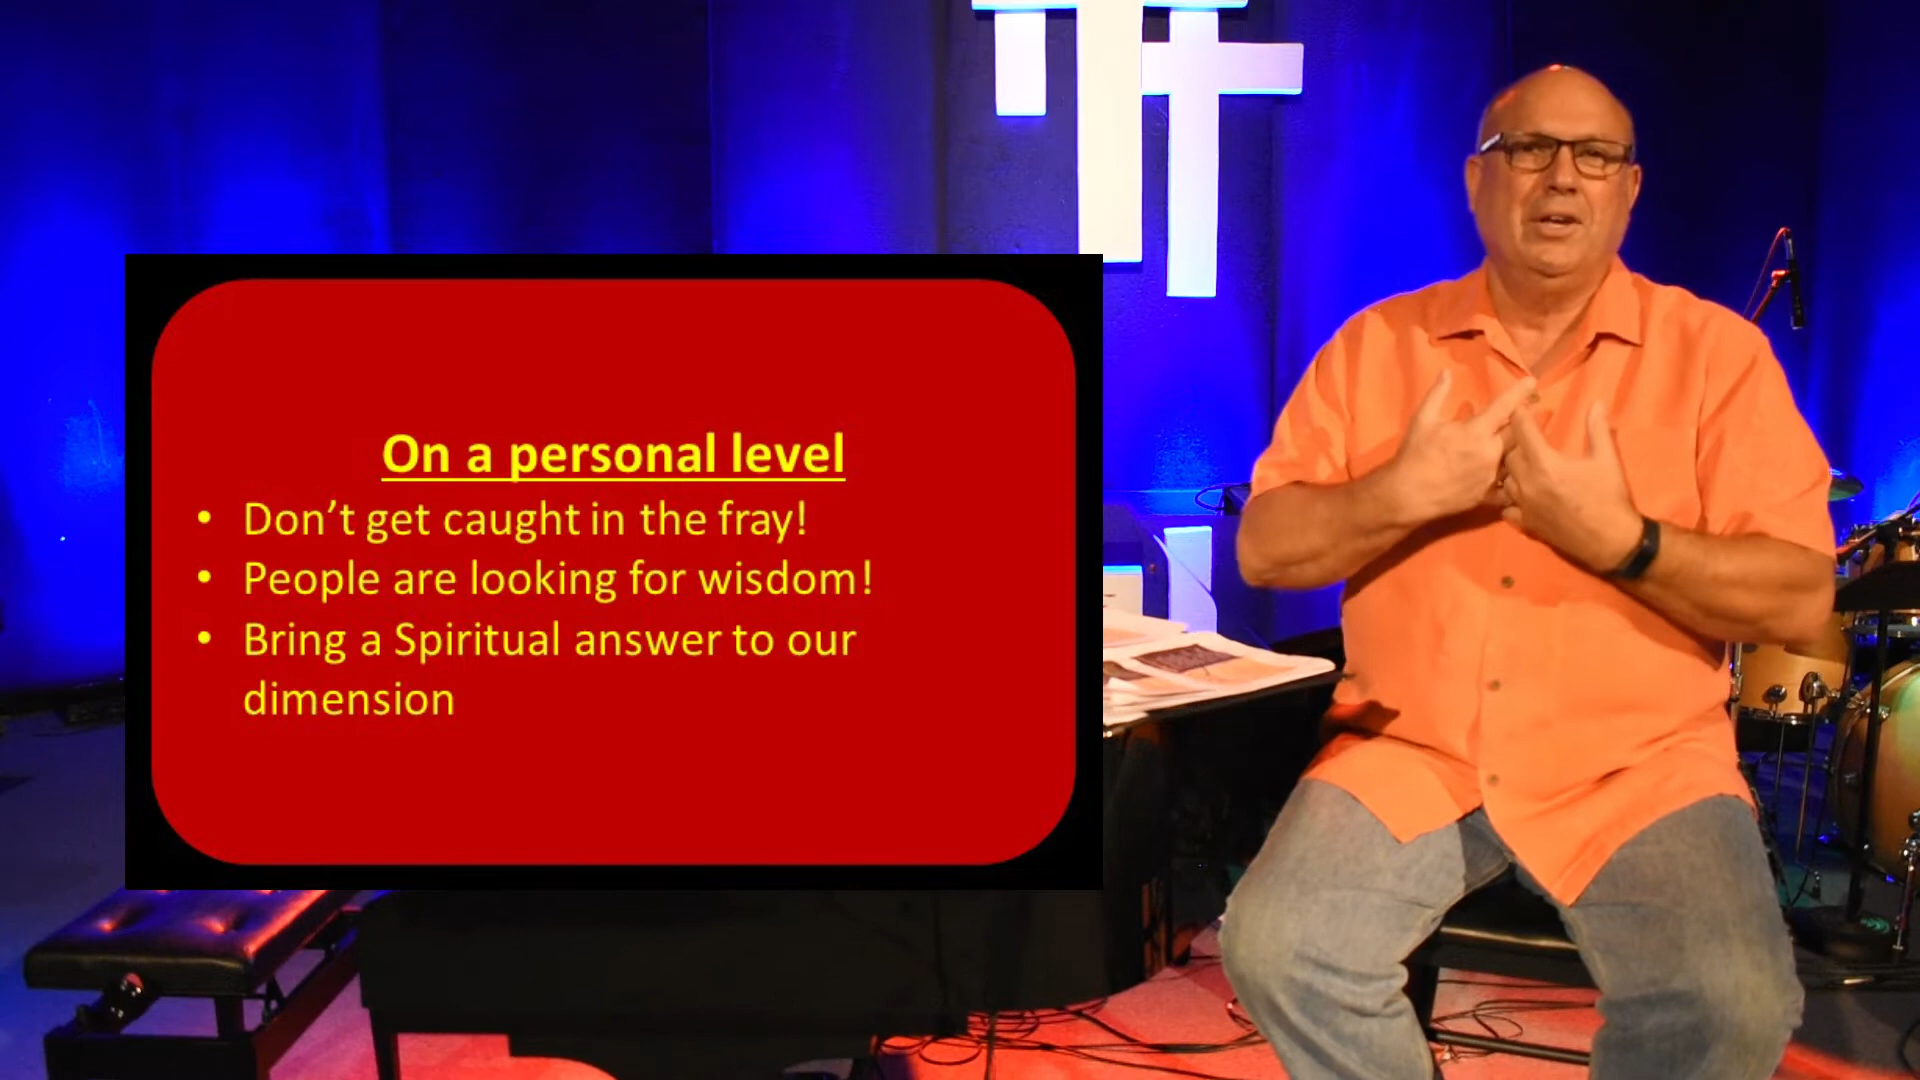 On a personal level
• Don’t get caught in the fray!
• People are looking for wisdom!
• Bring a Spiritual answer to our
dimension